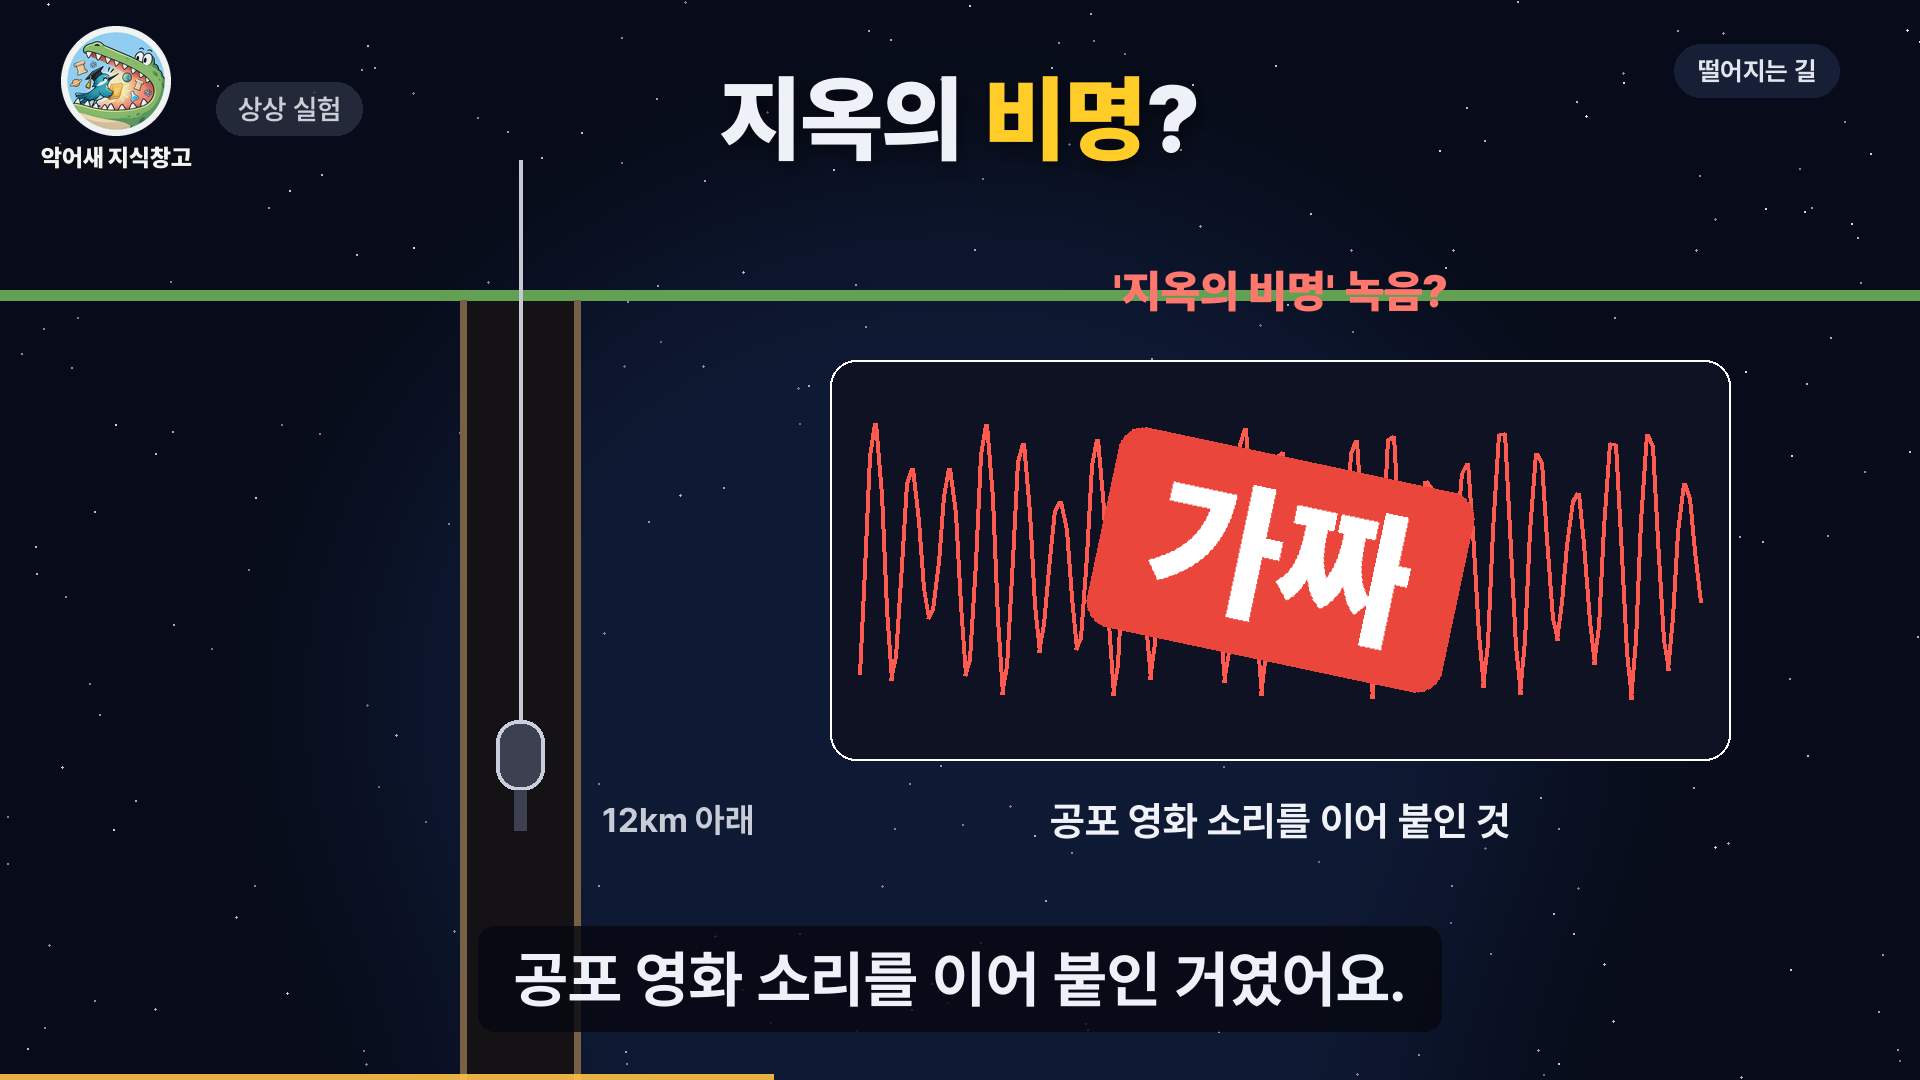 악어새 지식창고
상상 실험
지옥의 비명?
떨어지는 길
'지옥의 비명' 녹음?
가짜
12km 아래
공포 영화 소리를 이어 붙인 것
공포 영화 소리를 이어 붙인 거였어요.